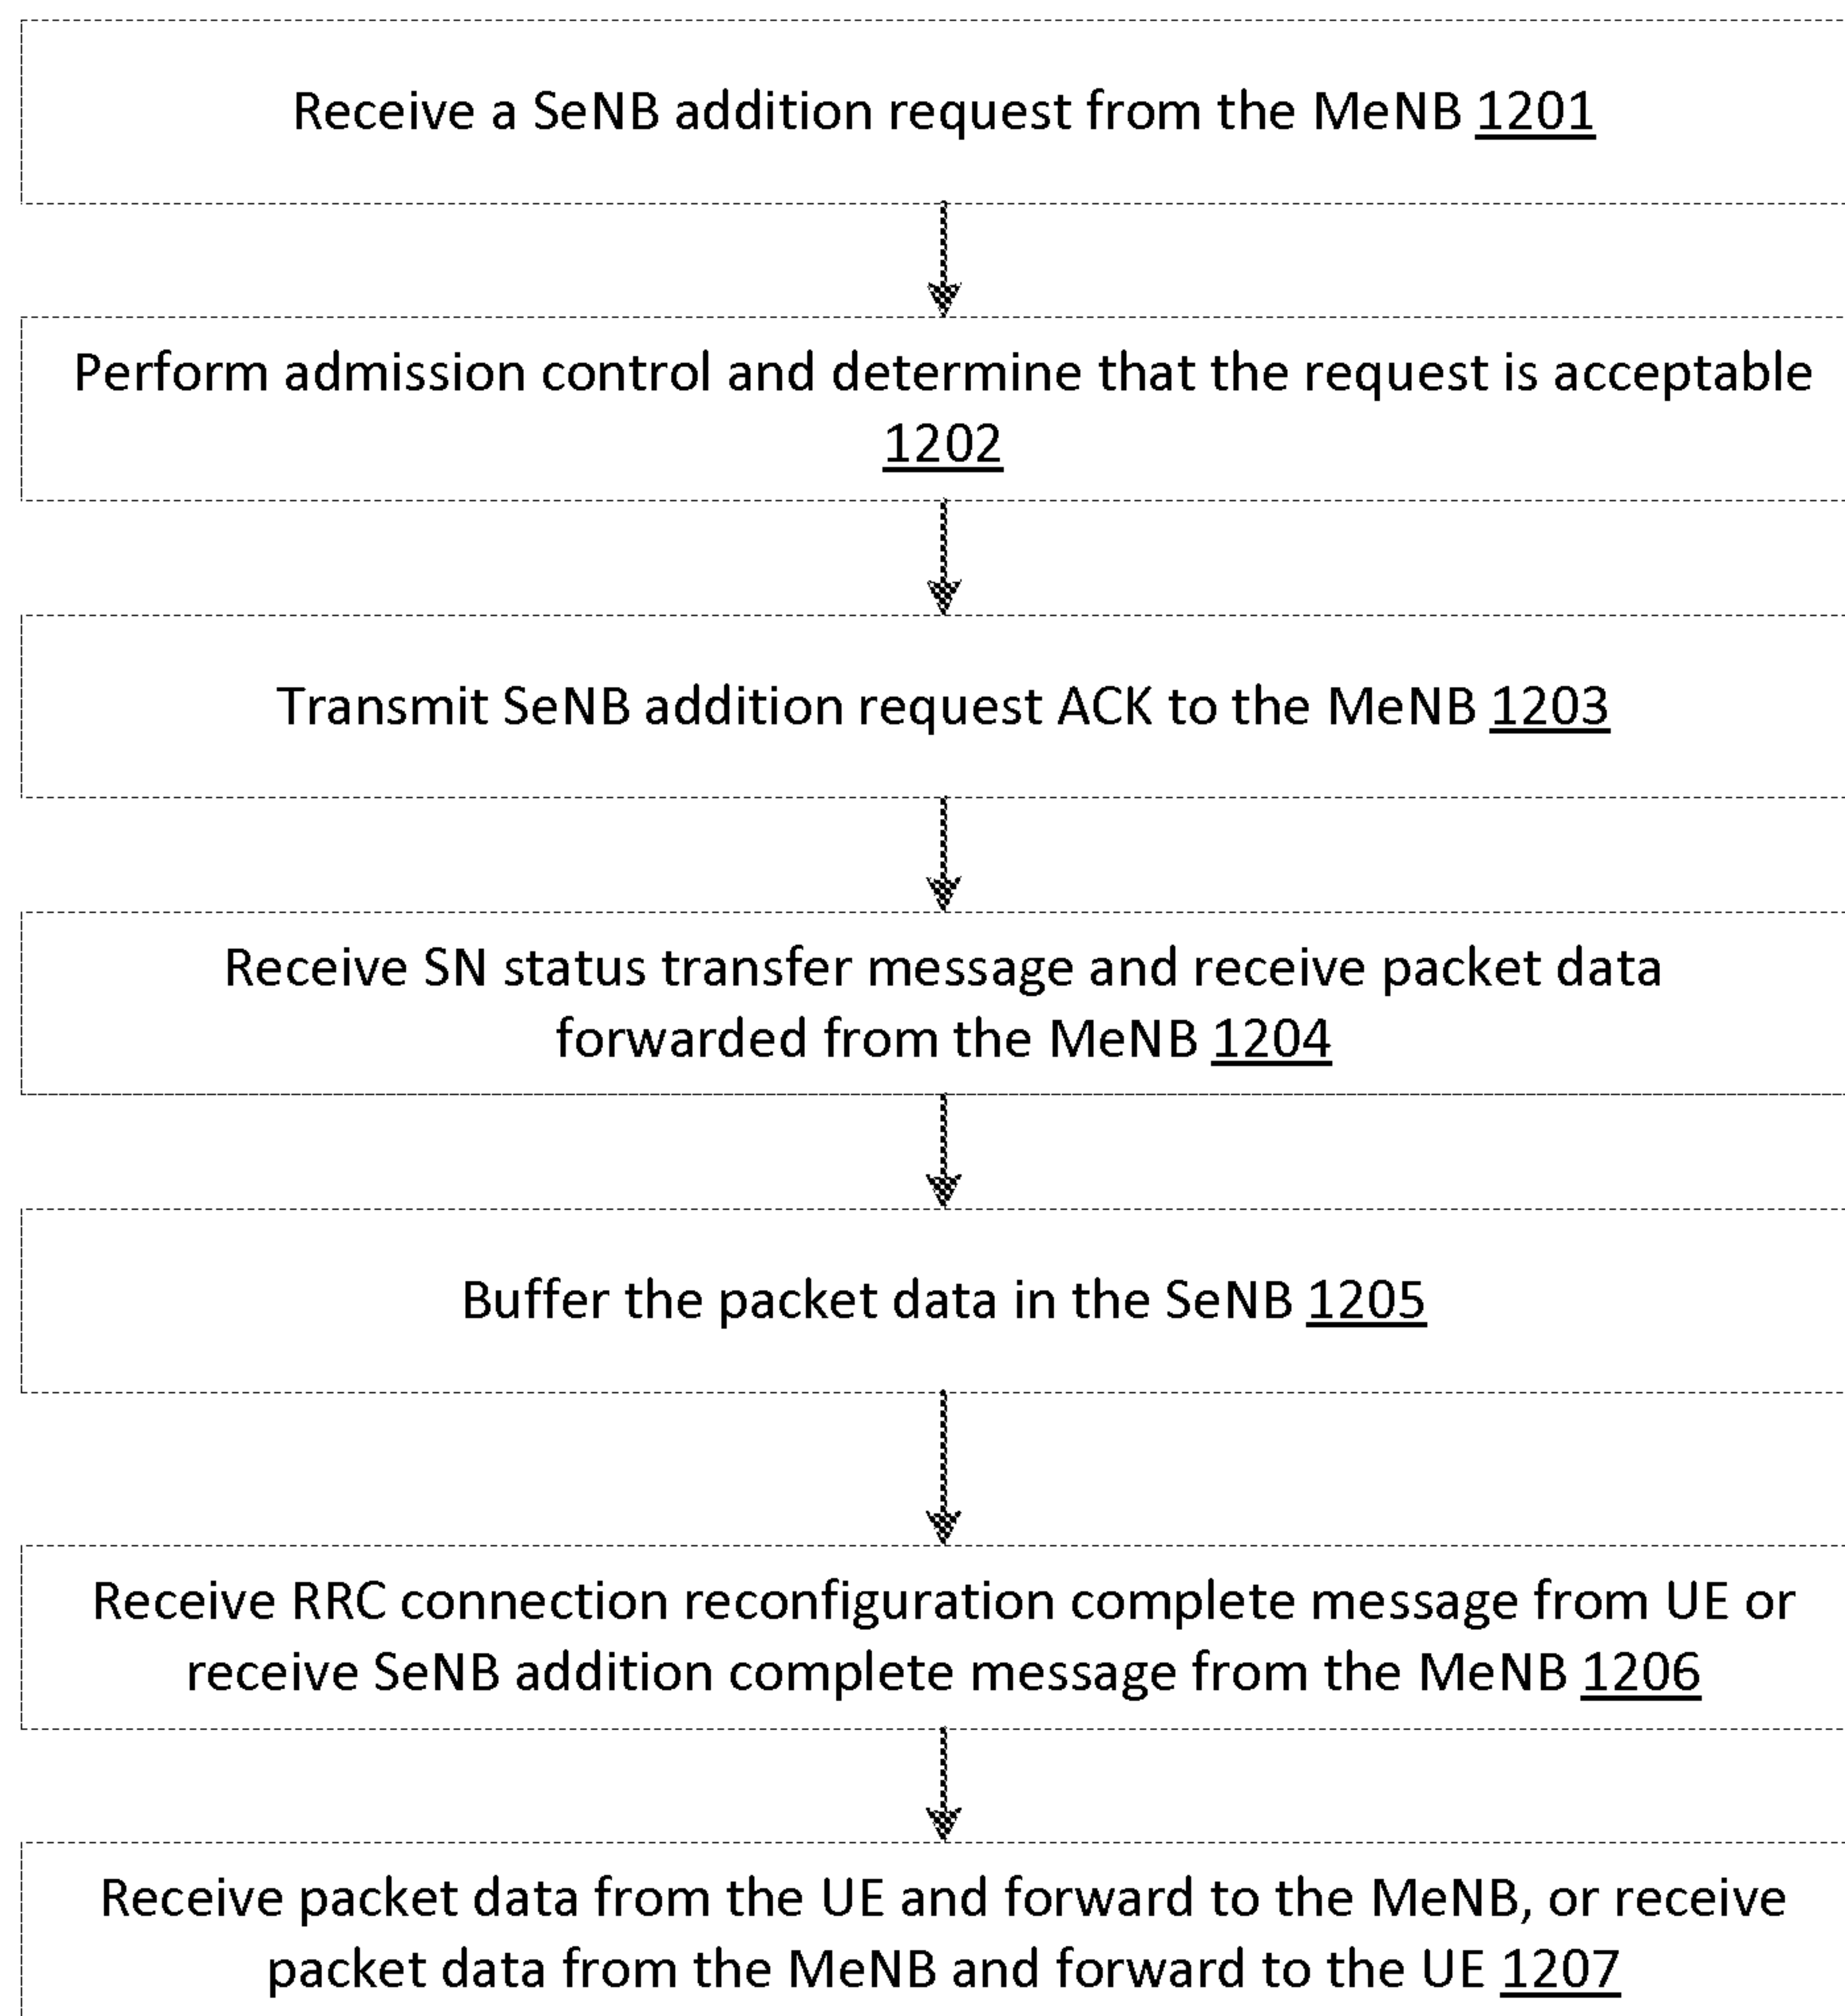 Receive a SeNB addition request from the MeNB 1201
Perform admission control and determine that the request is acceptable
1202
Transmit SeNB addition request ACK to the MeNB 1203
Receive SN status transfer message and receive packet data
forwarded from the MeNB 1204
Buffer the packet data in the SeNB 1205
Receive RRC connection reconfiguration complete message from UE or
receive SeNB addition complete message from the MeNB 1206
Receive packet data from the UE and forward to the MeNB, or receive
packet data from the MeNB and forward to the UE 1207